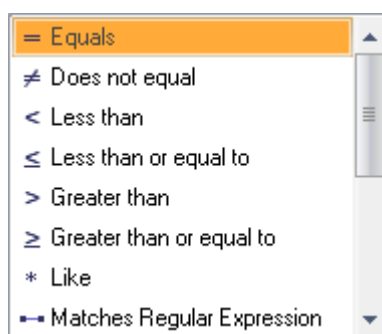 = Equals
≠ Does not equal
< Less than
≤ Less than or equal to
> Greater than
≥ Greater than or equal to
* Like
Matches Regular Expression